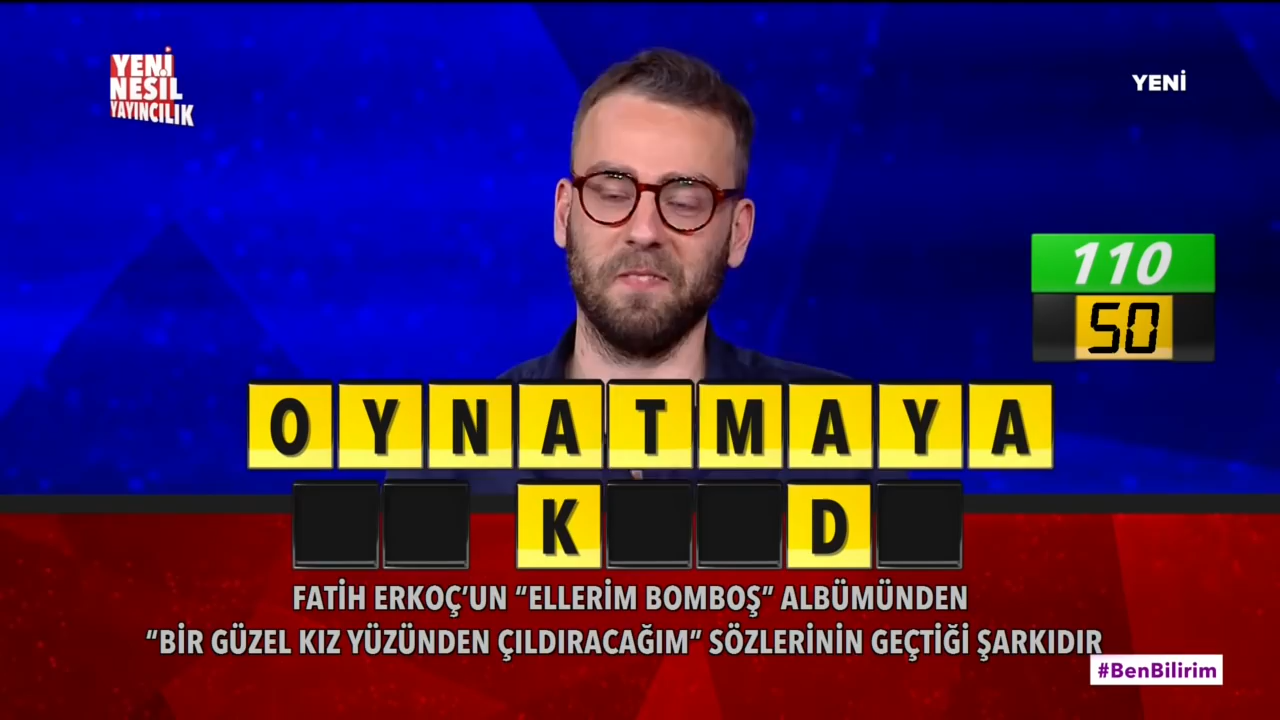 YENİ
NESİL
YAYINCILIK
YENİ
110
50
OYNATMAYA
K D
FATİH ERKOÇ’UN “ELLERİM BOMBOŞ” ALBÜMÜNDEN
“BİR GÜZEL KIZ YÜZÜNDEN ÇILDIRACAĞIM” SÖZLERİNİN GEÇTİĞİ ŞARKIDIR
#BenBilirim